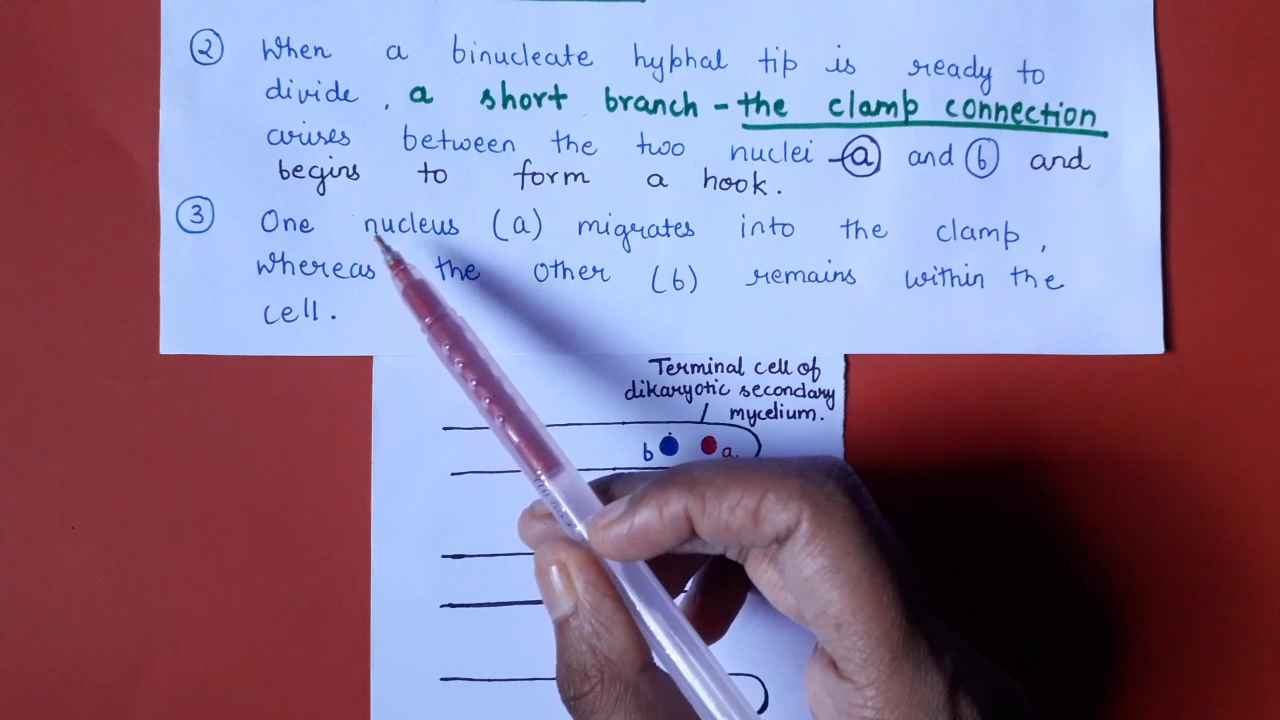 ② When a binucleate hyphal tip is ready to
divide, a short branch - the clamp connection
arises between the two nuclei - ⓐ and ⓑ and
begins to form a hook.
③ One nucleus (a) migrates into the clamp,
whereas the other (b) remains within the
cell.
Terminal cell of
dikaryotic secondary
mycelium.
b a